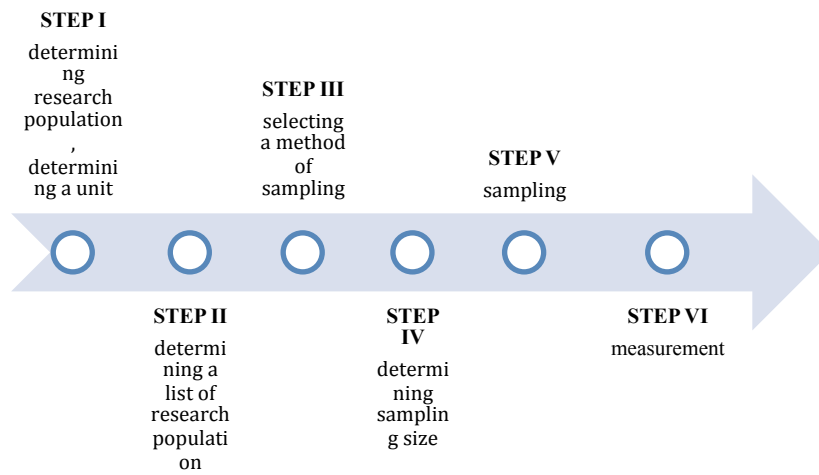 STEP I
determini
ng
research
population
,
determini
ng a unit
STEP II
determi
ning a
list of
research
populati
on
STEP III
selecting
a method
of
sampling
STEP
IV
determi
ning
samplin
g size
STEP V
sampling
STEP VI
measurement